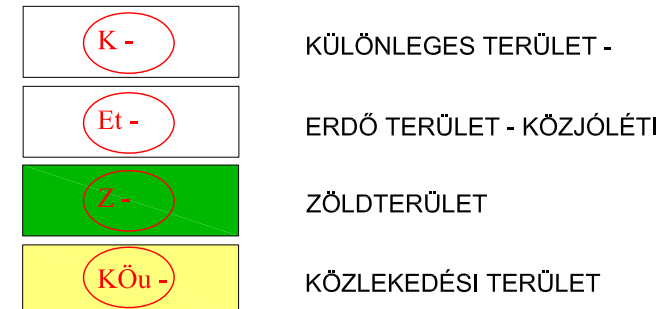 K - KÜLÖNLEGES TERÜLET -
Et - ERDŐ TERÜLET - KÖZJÓLÉTI
Z - ZÖLDTERÜLET
KÖu - KÖZLEKEDÉSI TERÜLET